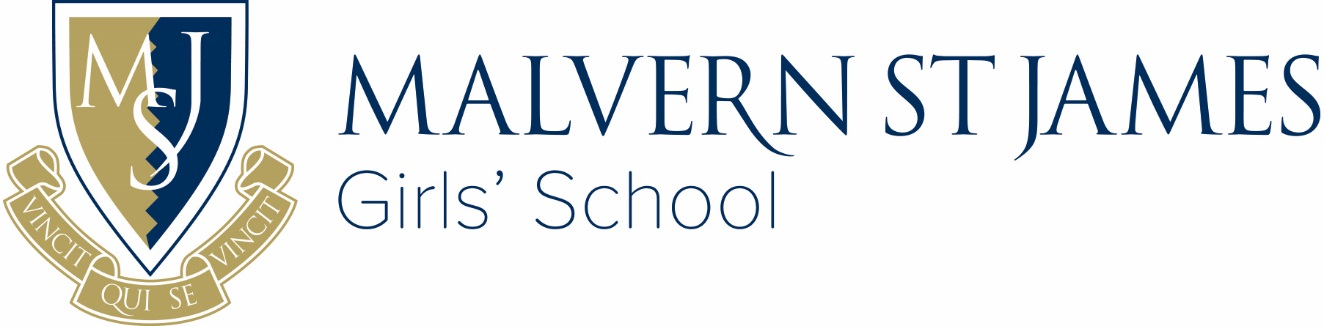 MSJ
MALVERN ST JAMES
Girls' School
VINCIT QUI SE VINCIT